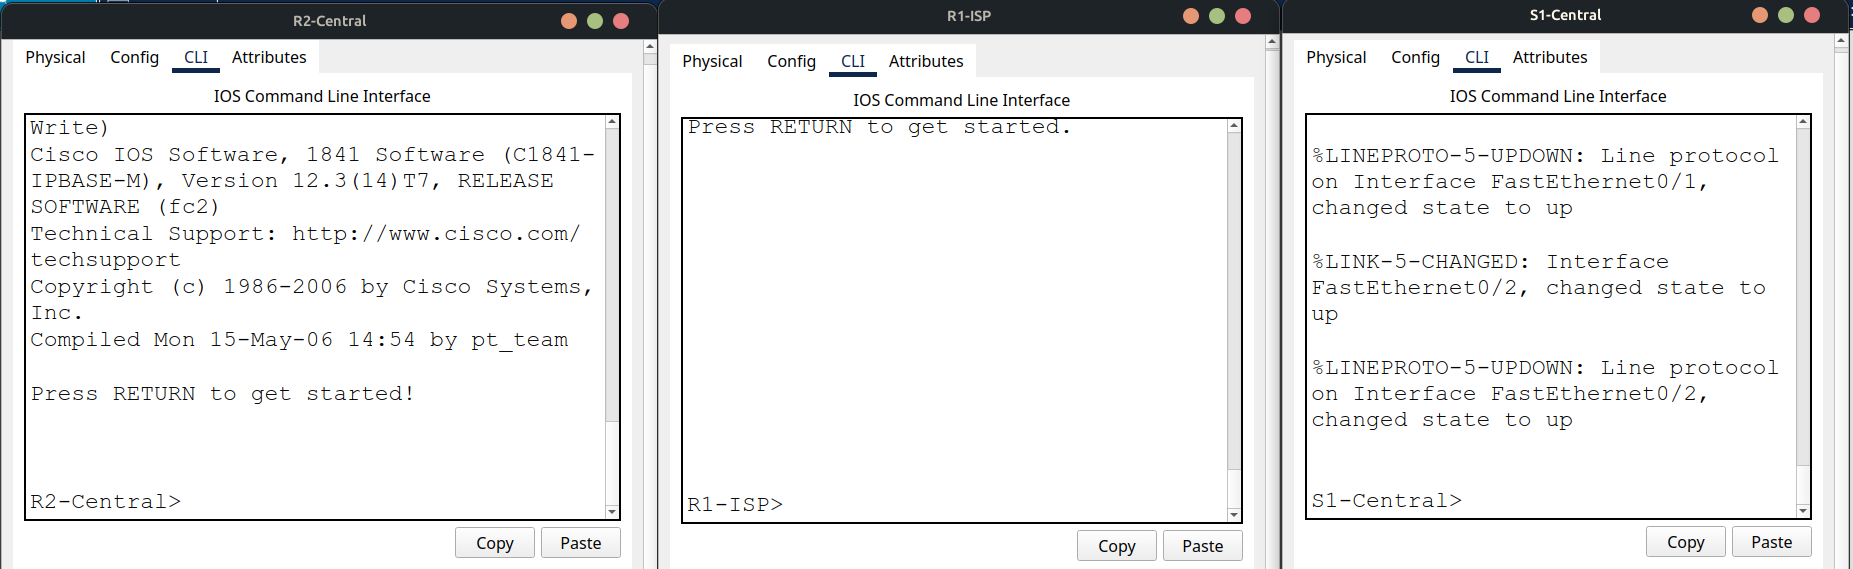 R2-Central
Physical Config CLI Attributes
IOS Command Line Interface
Write)
Cisco IOS Software, 1841 Software (C1841-
IPBASE-M), Version 12.3(14)T7, RELEASE
SOFTWARE (fc2)
Technical Support: http://www.cisco.com/
techsupport
Copyright (c) 1986-2006 by Cisco Systems,
Inc.
Compiled Mon 15-May-06 14:54 by pt_team
Press RETURN to get started!
R2-Central>
Copy Paste
R1-ISP
Physical Config CLI Attributes
IOS Command Line Interface
Press RETURN to get started.
R1-ISP>
Copy Paste
S1-Central
Physical Config CLI Attributes
IOS Command Line Interface
%LINEPROTO-5-UPDOWN: Line protocol
on Interface FastEthernet0/1,
changed state to up
%LINK-5-CHANGED: Interface
FastEthernet0/2, changed state to
up
%LINEPROTO-5-UPDOWN: Line protocol
on Interface FastEthernet0/2,
changed state to up
S1-Central>
Copy Paste